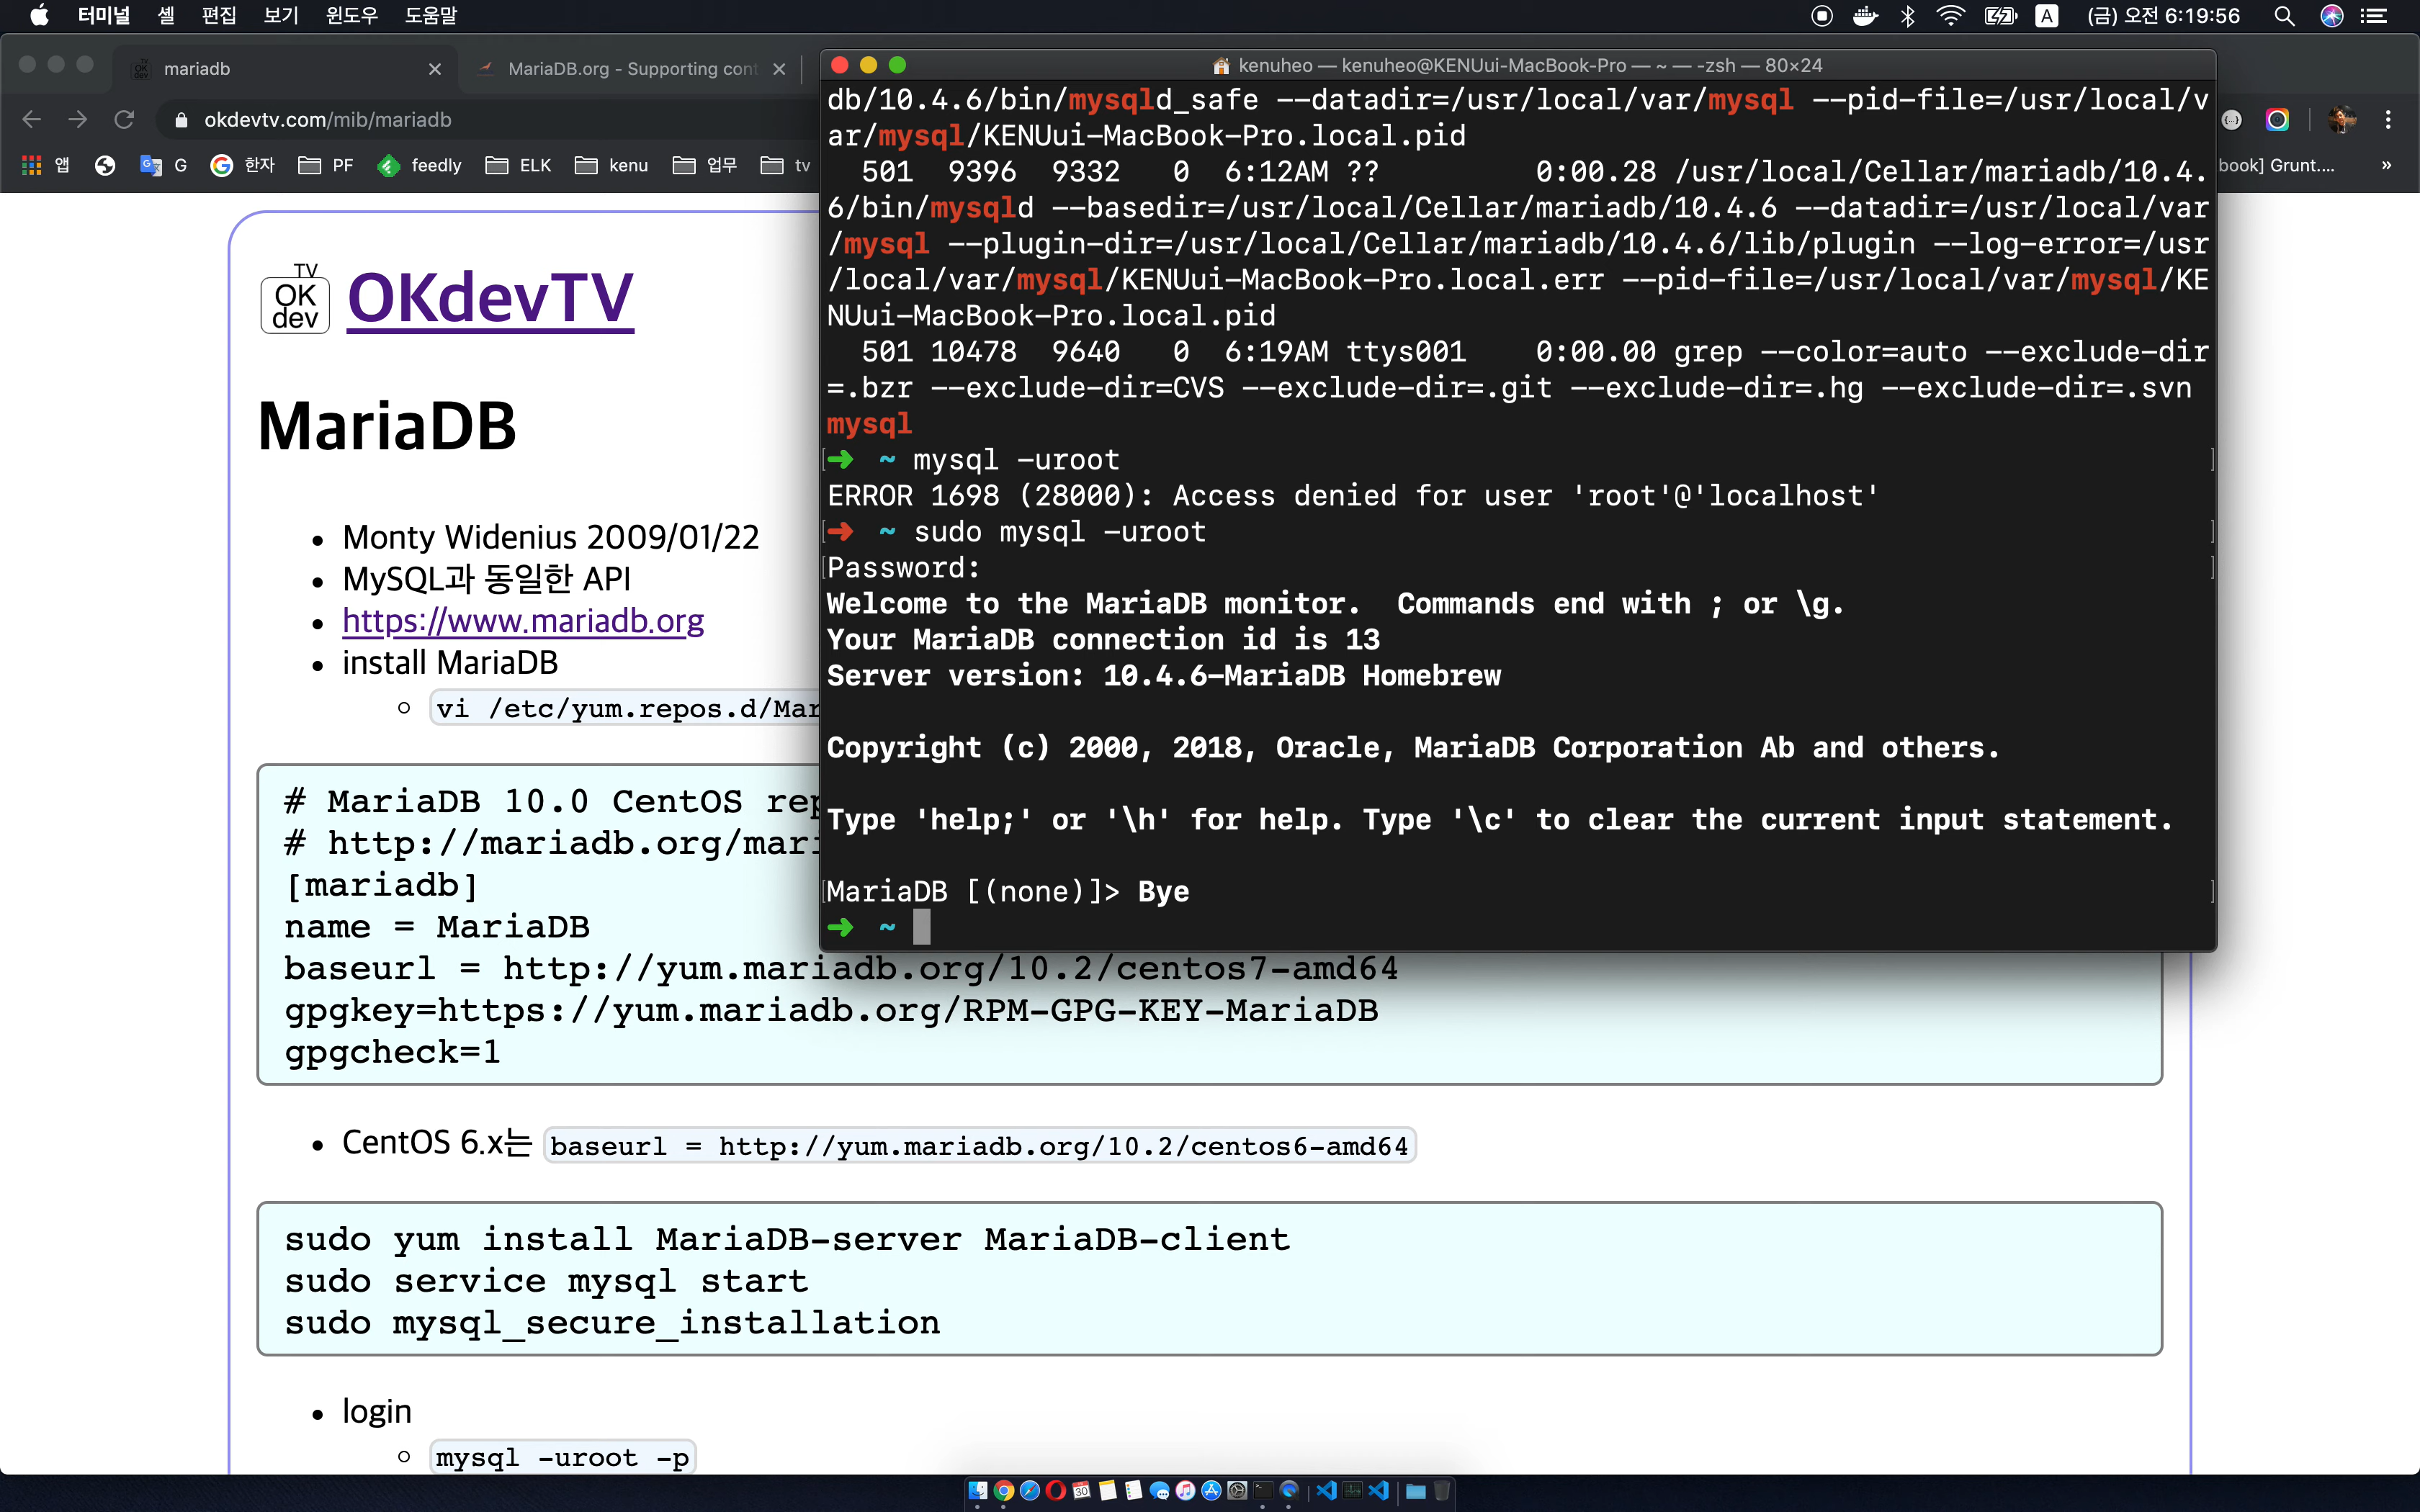 터미널 셸 편집 보기 윈도우 도움말
A (금) 오전 6:19:56
mariadb
MariaDB.org - Supporting cont
okdevtv.com/mib/mariadb
앱 G 한자 PF feedly ELK kenu 업무 tv
book] Grunt.... »
kenuheo — kenuheo@KENUui-MacBook-Pro — ~ — -zsh — 80×24
db/10.4.6/bin/mysqld_safe --datadir=/usr/local/var/mysql --pid-file=/usr/local/v
ar/mysql/KENUui-MacBook-Pro.local.pid
501 9396 9332 0 6:12AM ?? 0:00.28 /usr/local/Cellar/mariadb/10.4.
6/bin/mysqld --basedir=/usr/local/Cellar/mariadb/10.4.6 --datadir=/usr/local/var
/mysql --plugin-dir=/usr/local/Cellar/mariadb/10.4.6/lib/plugin --log-error=/usr
/local/var/mysql/KENUui-MacBook-Pro.local.err --pid-file=/usr/local/var/mysql/KE
NUui-MacBook-Pro.local.pid
501 10478 9640 0 6:19AM ttys001 0:00.00 grep --color=auto --exclude-dir
=.bzr --exclude-dir=CVS --exclude-dir=.git --exclude-dir=.hg --exclude-dir=.svn
mysql
➜ ~ mysql -uroot
ERROR 1698 (28000): Access denied for user 'root'@'localhost'
➜ ~ sudo mysql -uroot
Password:
Welcome to the MariaDB monitor. Commands end with ; or \g.
Your MariaDB connection id is 13
Server version: 10.4.6-MariaDB Homebrew
Copyright (c) 2000, 2018, Oracle, MariaDB Corporation Ab and others.
Type 'help;' or '\h' for help. Type '\c' to clear the current input statement.
MariaDB [(none)]> Bye
➜ ~
TV
OK
dev
OKdevTV
MariaDB
• Monty Widenius 2009/01/22
• MySQL과 동일한 API
• https://www.mariadb.org
• install MariaDB
◦ vi /etc/yum.repos.d/Mar
# MariaDB 10.0 CentOS rep
# http://mariadb.org/mari
[mariadb]
name = MariaDB
baseurl = http://yum.mariadb.org/10.2/centos7-amd64
gpgkey=https://yum.mariadb.org/RPM-GPG-KEY-MariaDB
gpgcheck=1
• CentOS 6.x는 baseurl = http://yum.mariadb.org/10.2/centos6-amd64
sudo yum install MariaDB-server MariaDB-client
sudo service mysql start
sudo mysql_secure_installation
• login
◦ mysql -uroot -p
30